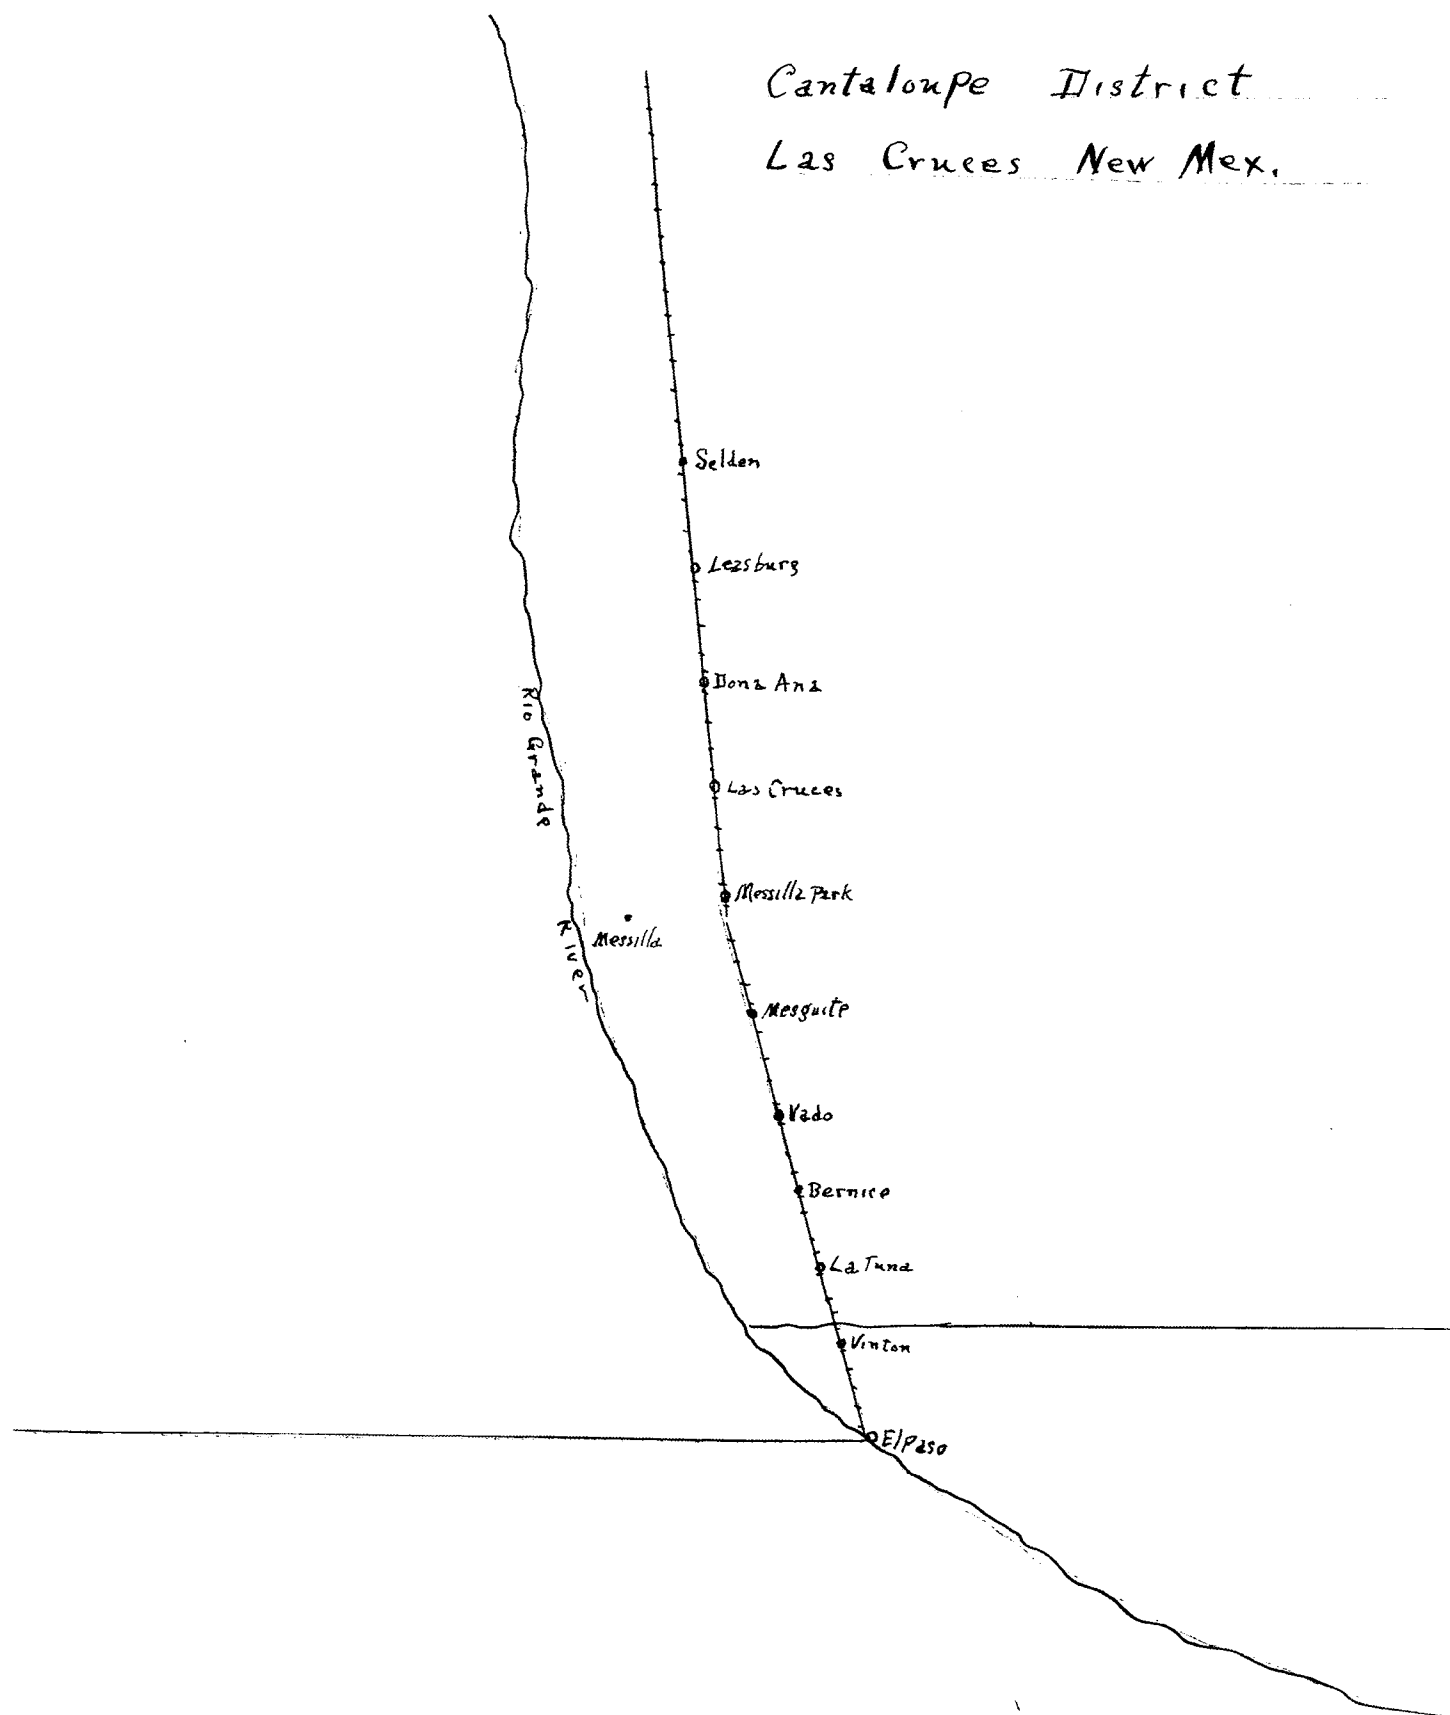 Cantaloupe District
Las Cruces New Mex.
Selden
Leasburg
Dona Ana
Rio Grande River
Las Cruces
Messilla Park
Messilla
Mesquite
Vado
Bernice
La Tuna
Vinton
El Paso